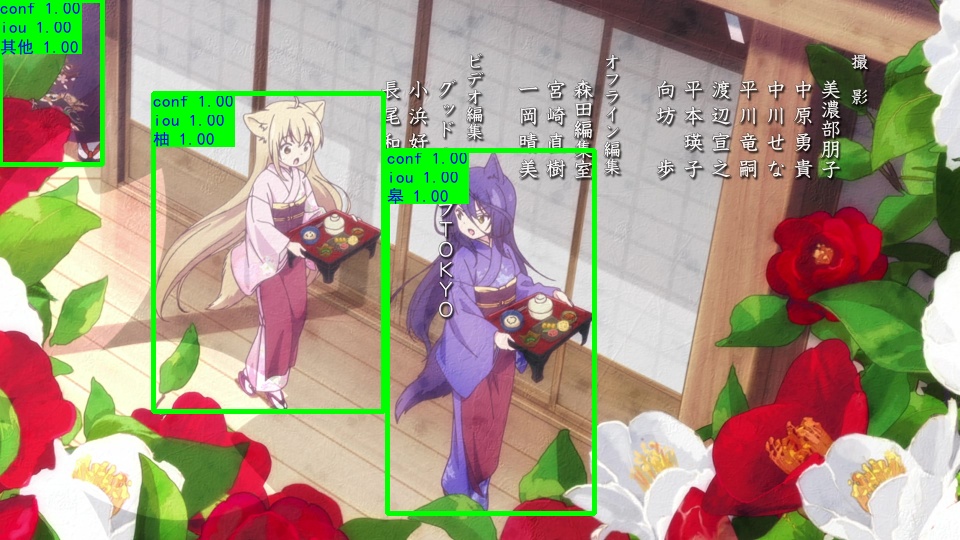 conf 1.00
iou 1.00
其他 1.00
conf 1.00
iou 1.00
柚 1.00
conf 1.00
iou 1.00
皋 1.00
撮影
美濃部朋子
中原勇貴
中川せな
平川竜嗣
渡辺宣之
平本瑛子
向坊 歩
オフライン編集
森田編集室
宮崎直樹
一岡晴美
ビデオ編集
グッド
TOKYO
小浜好
長尾和